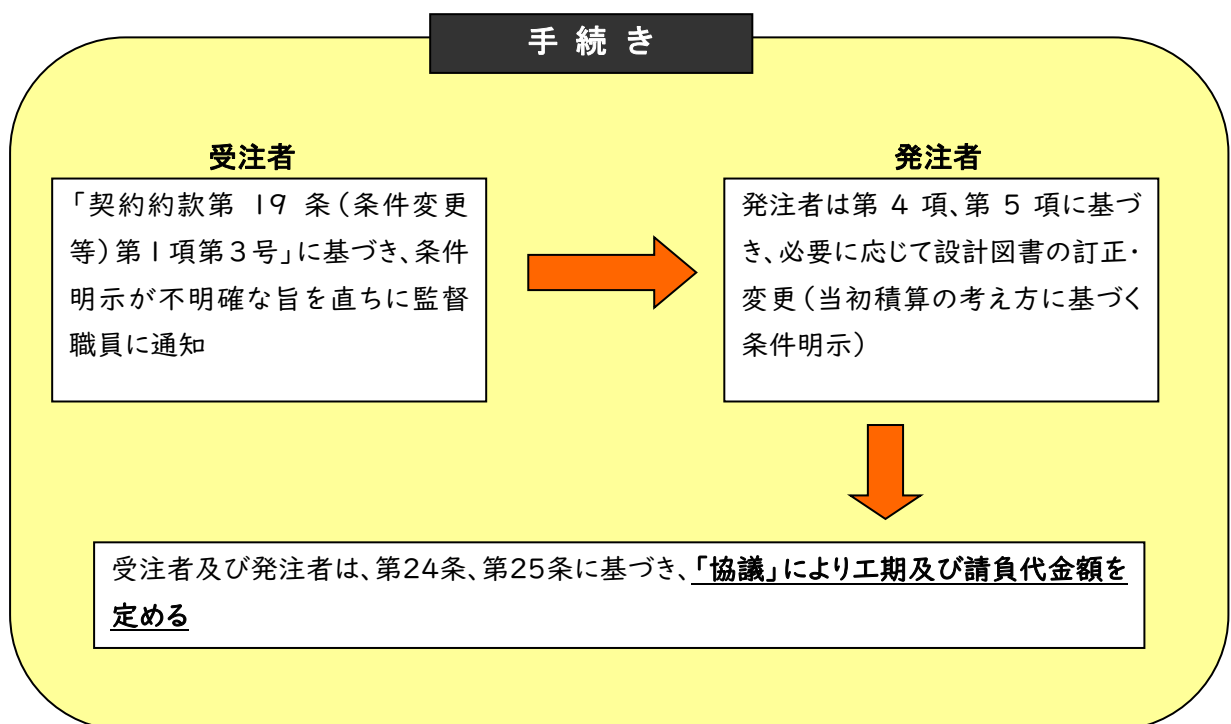 手 続 き
受注者
「契約約款第 19 条(条件変更
等)第1項第3号」に基づき、条件
明示が不明確な旨を直ちに監督
職員に通知
発注者
発注者は第 4 項、第 5 項に基づ
き、必要に応じて設計図書の訂正・
変更(当初積算の考え方に基づく
条件明示)
受注者及び発注者は、第24条、第25条に基づき、「協議」により工期及び請負代金額を
定める